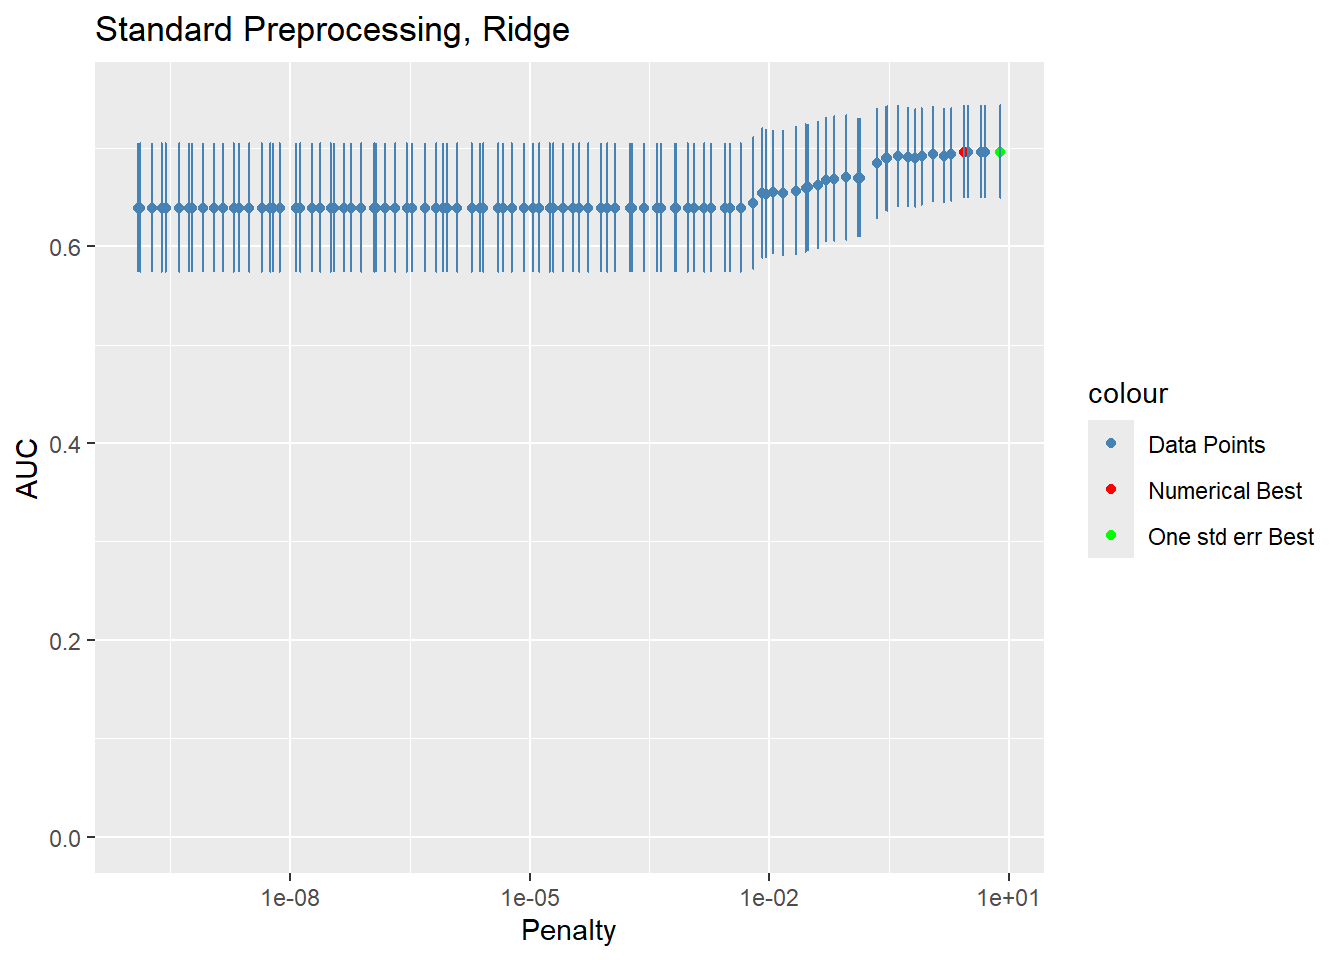 Standard Preprocessing, Ridge
AUC
0.6
0.4
0.2
0.0
1e-08
1e-05
1e-02
1e+01
Penalty
colour
Data Points
Numerical Best
One std err Best